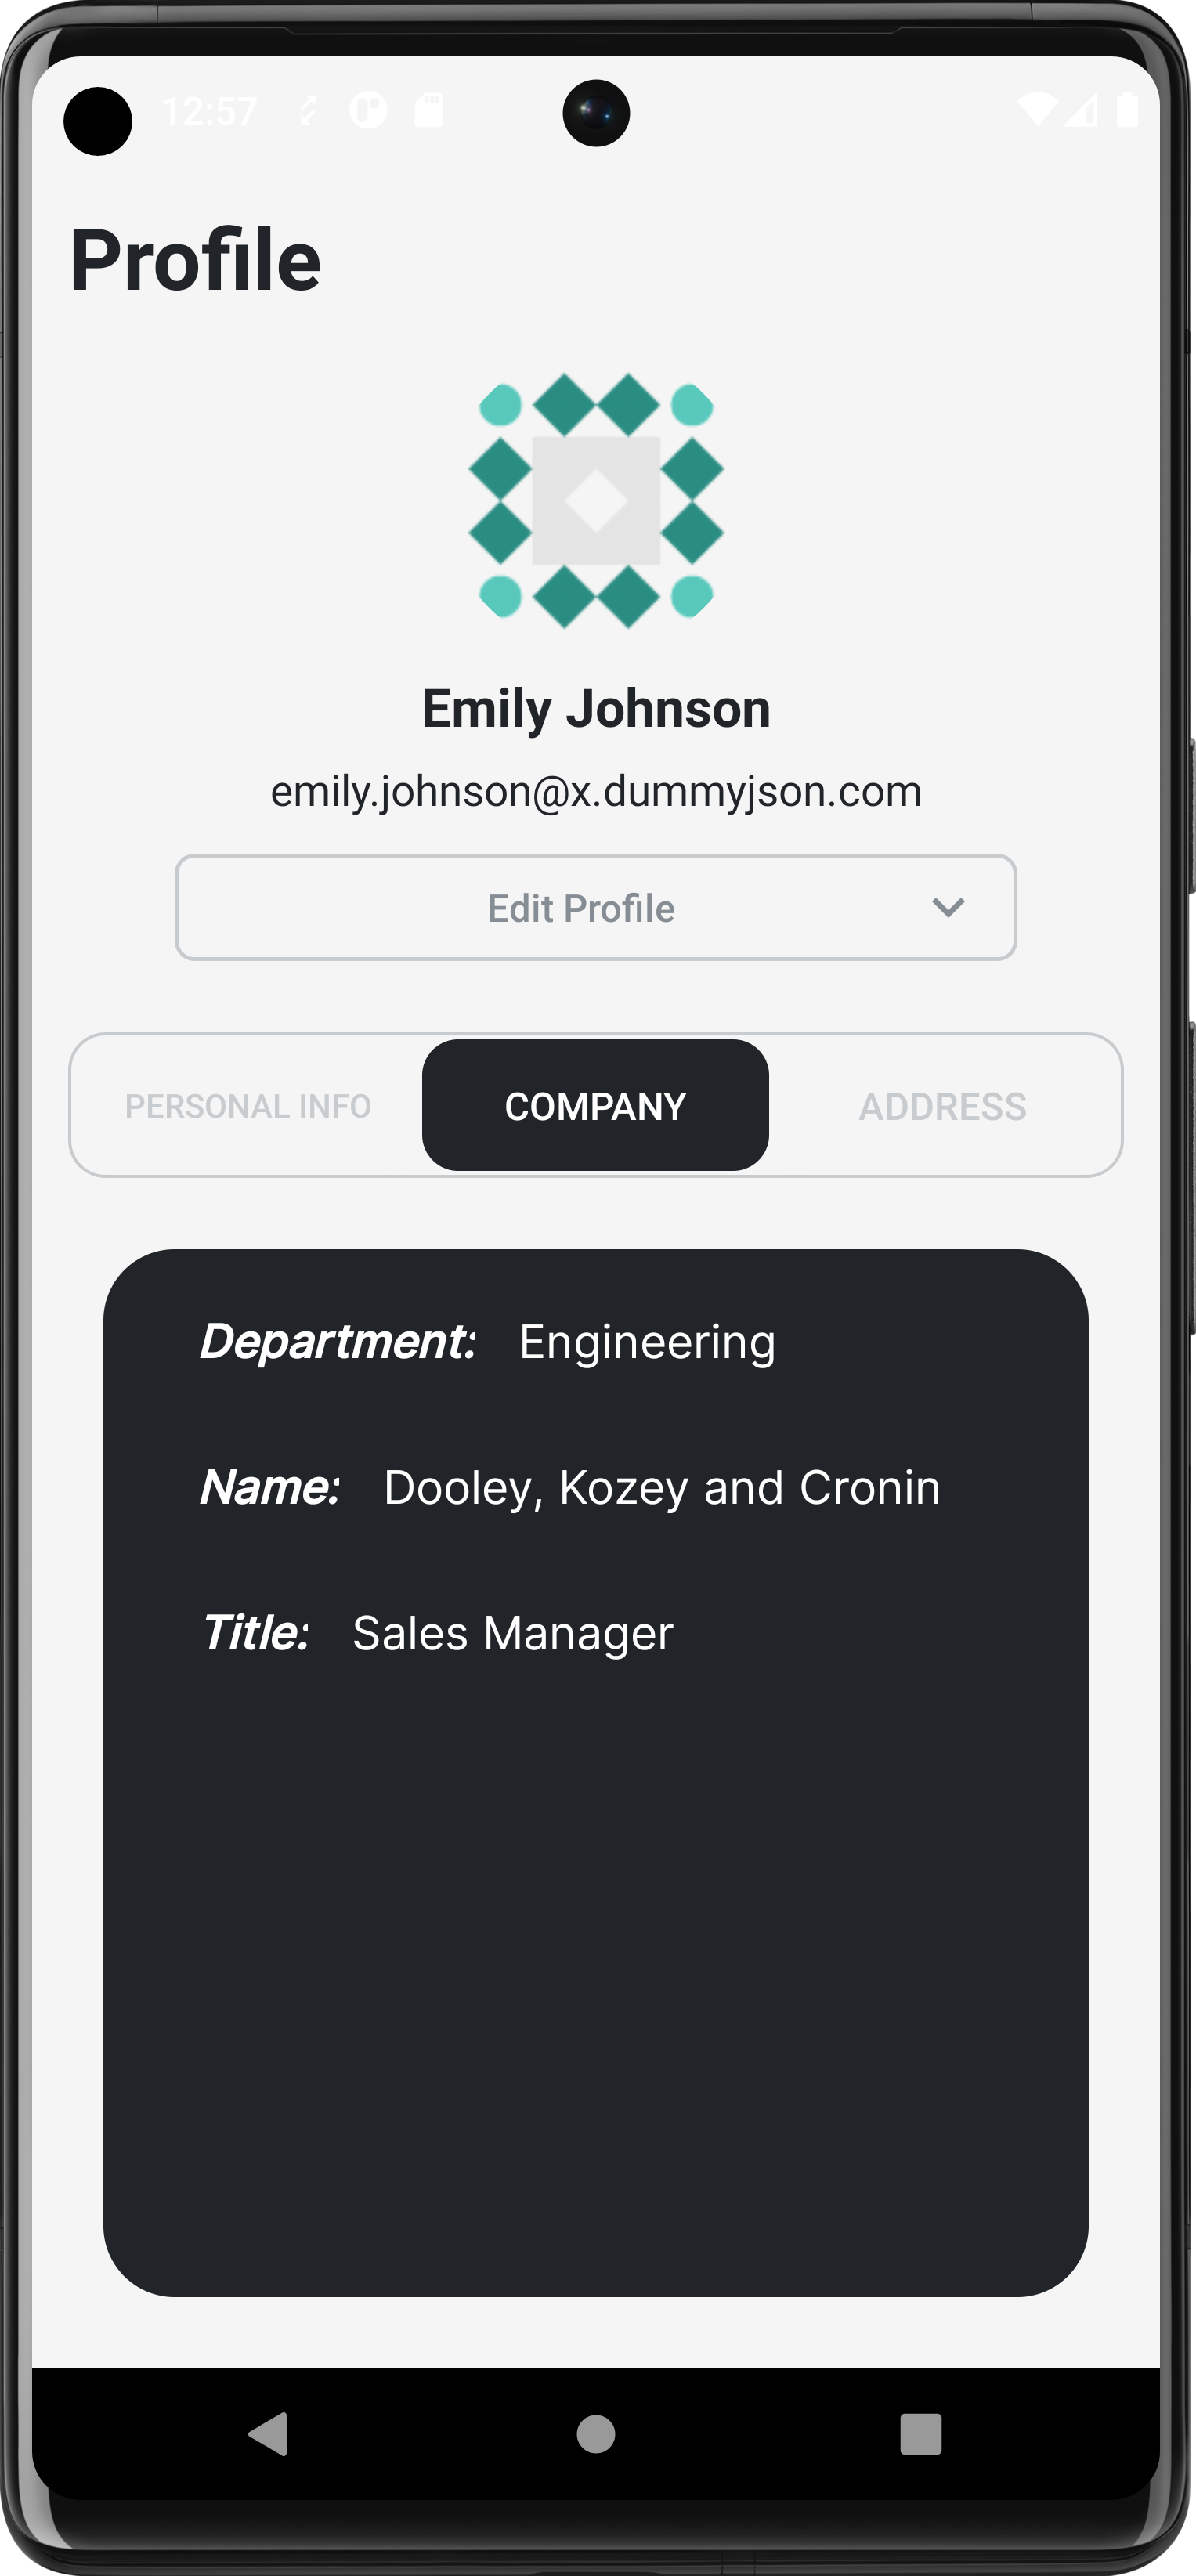 12:57
Profile
Emily Johnson
emily.johnson@x.dummyjson.com
Edit Profile
PERSONAL INFO COMPANY ADDRESS
Department: Engineering
Name: Dooley, Kozey and Cronin
Title: Sales Manager